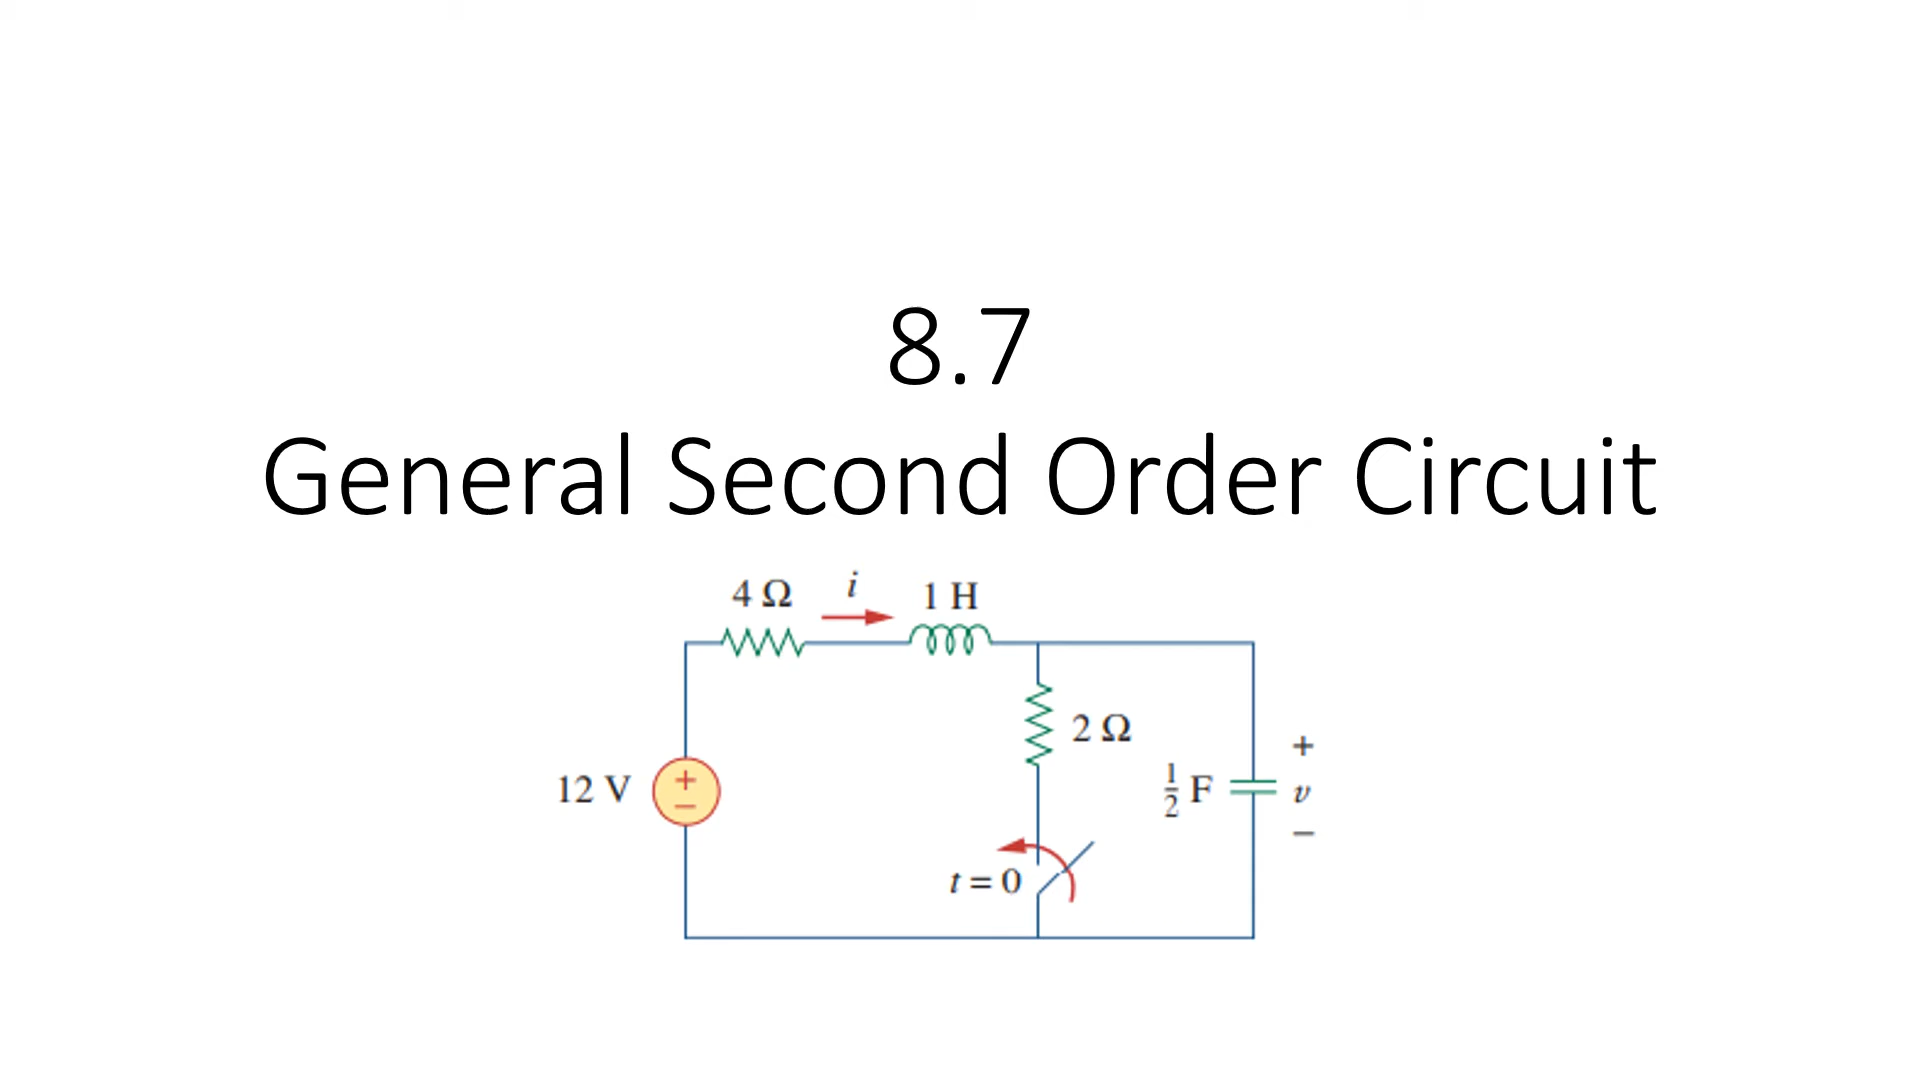 8.7
General Second Order Circuit
4 Ω
i
1 H
2 Ω
12 V
+
−
1/2 F
+
v
−
t = 0